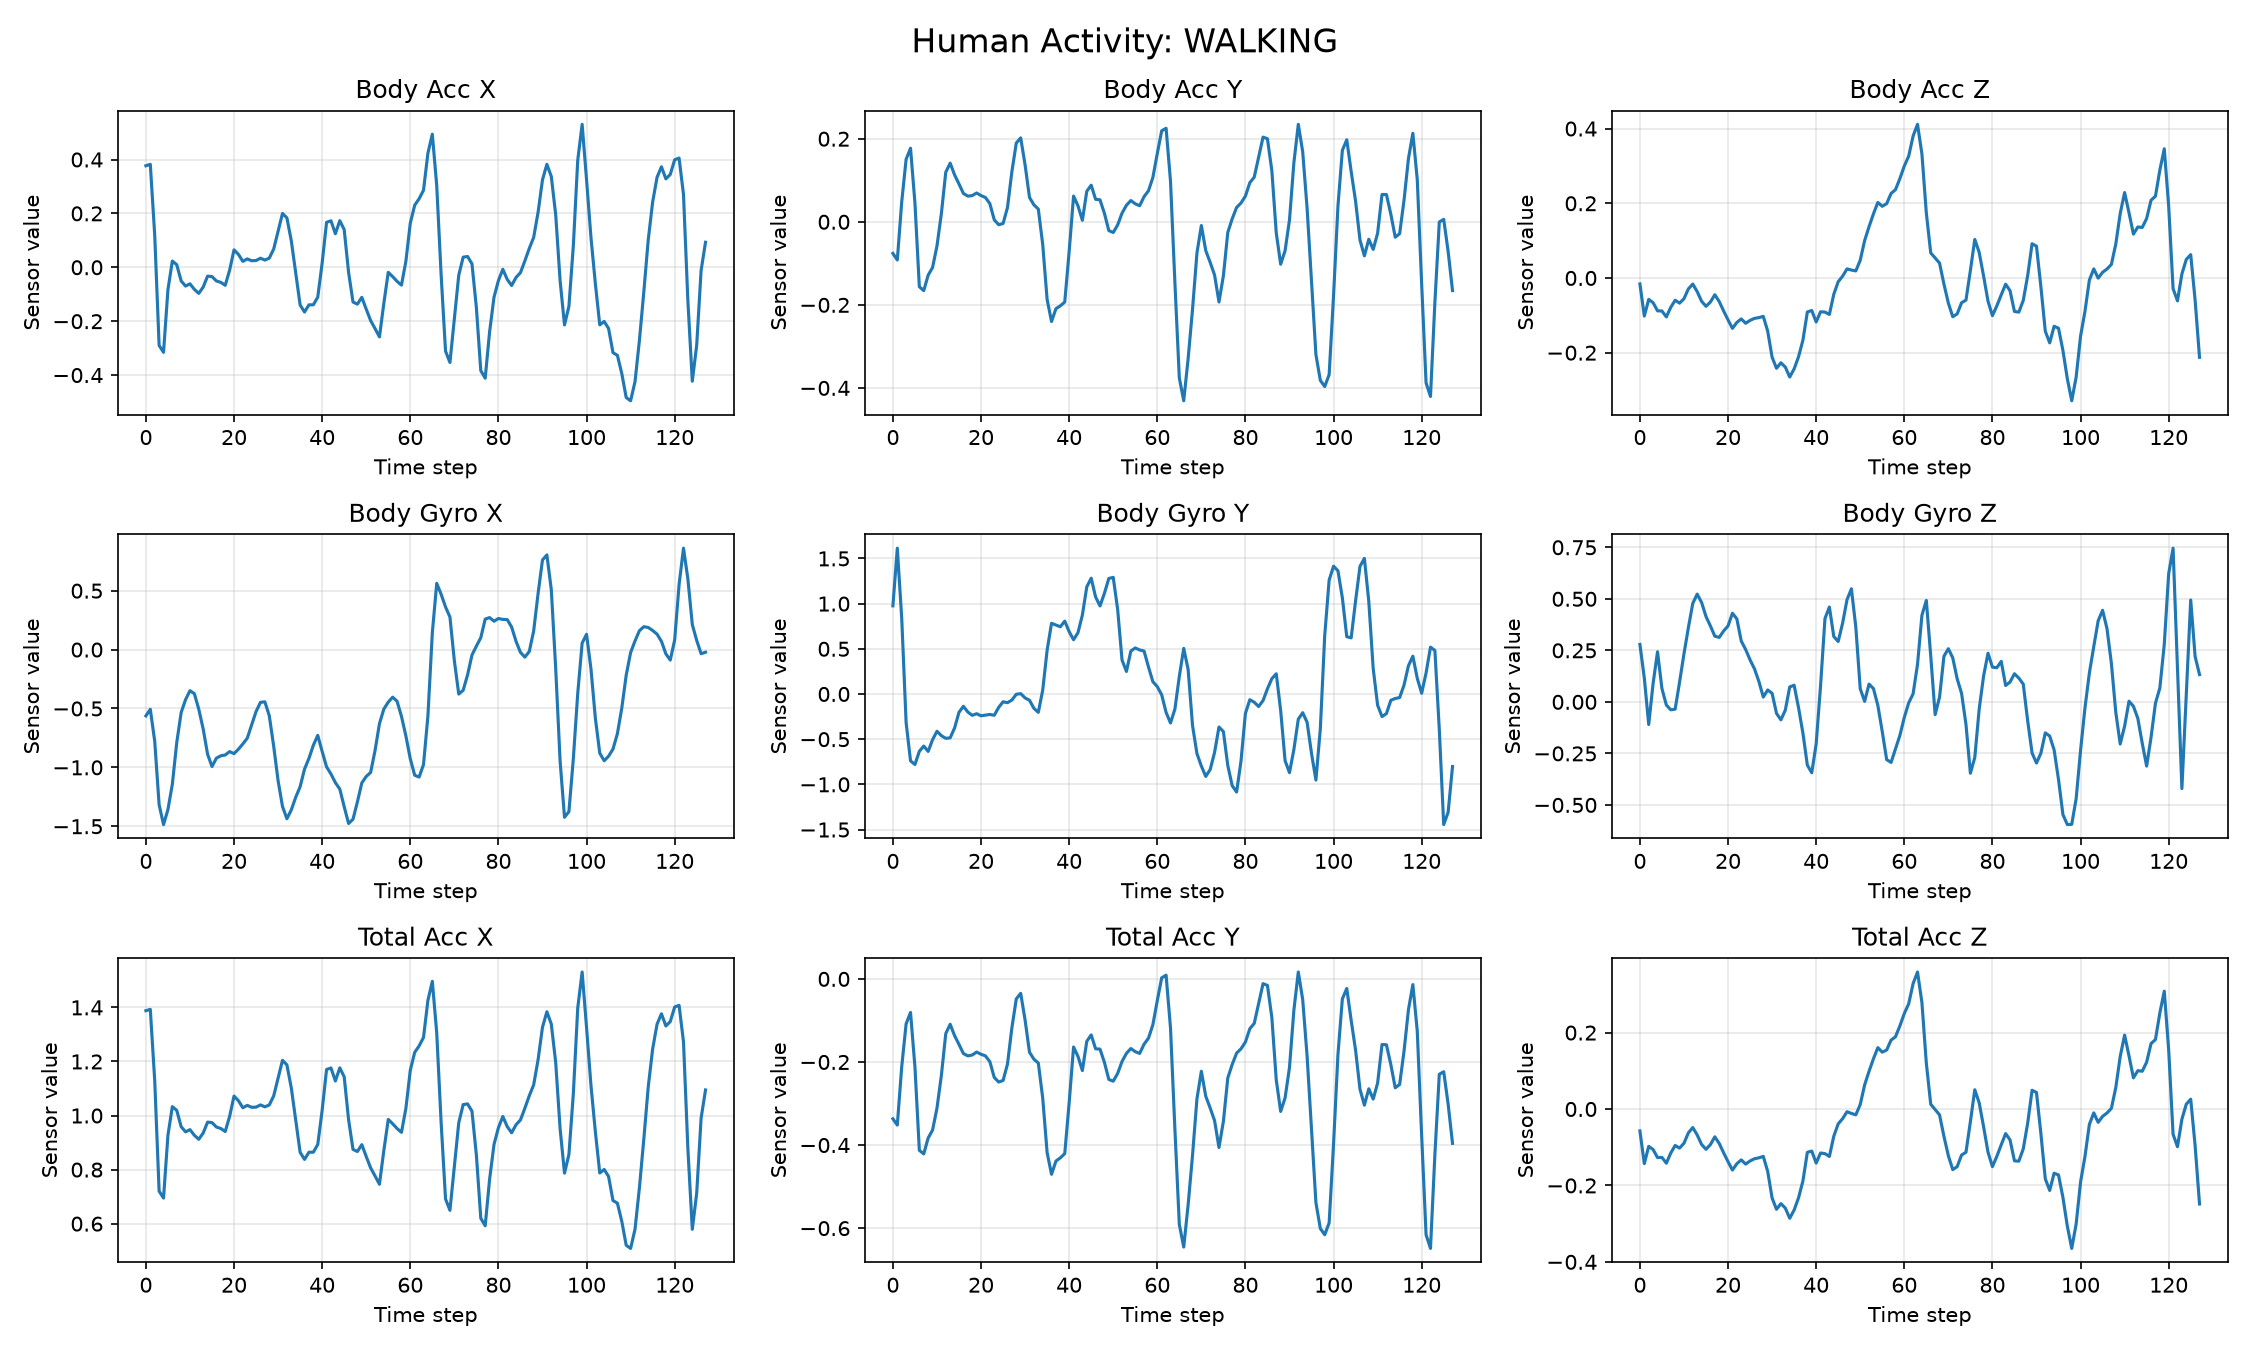 Human Activity: WALKING
Body Acc X
Body Acc Y
Body Acc Z
Sensor value
0.4
0.2
0.0
−0.2
−0.4
0 20 40 60 80 100 120
Time step
Sensor value
0.2
0.0
−0.2
−0.4
0 20 40 60 80 100 120
Time step
Sensor value
0.4
0.2
0.0
−0.2
0 20 40 60 80 100 120
Time step
Body Gyro X
Body Gyro Y
Body Gyro Z
Sensor value
0.5
0.0
−0.5
−1.0
−1.5
0 20 40 60 80 100 120
Time step
Sensor value
1.5
1.0
0.5
0.0
−0.5
−1.0
−1.5
0 20 40 60 80 100 120
Time step
Sensor value
0.75
0.50
0.25
0.00
−0.25
−0.50
0 20 40 60 80 100 120
Time step
Total Acc X
Total Acc Y
Total Acc Z
Sensor value
1.4
1.2
1.0
0.8
0.6
0 20 40 60 80 100 120
Time step
Sensor value
0.0
−0.2
−0.4
−0.6
0 20 40 60 80 100 120
Time step
Sensor value
0.2
0.0
−0.2
−0.4
0 20 40 60 80 100 120
Time step